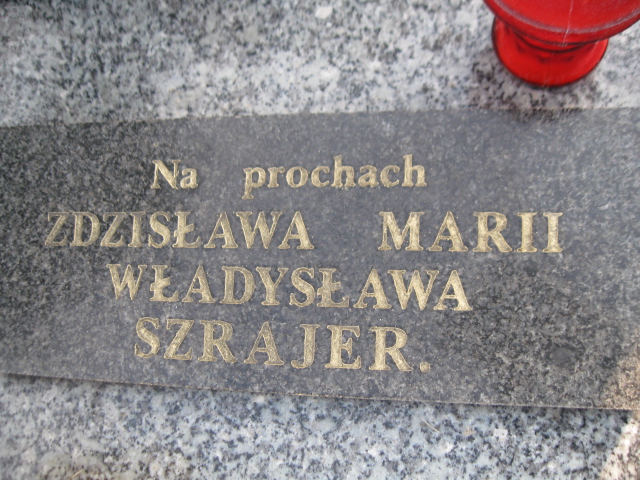 Na prochach
ZDZISŁAWA MARII
WŁADYSŁAWA
SZRAJER.